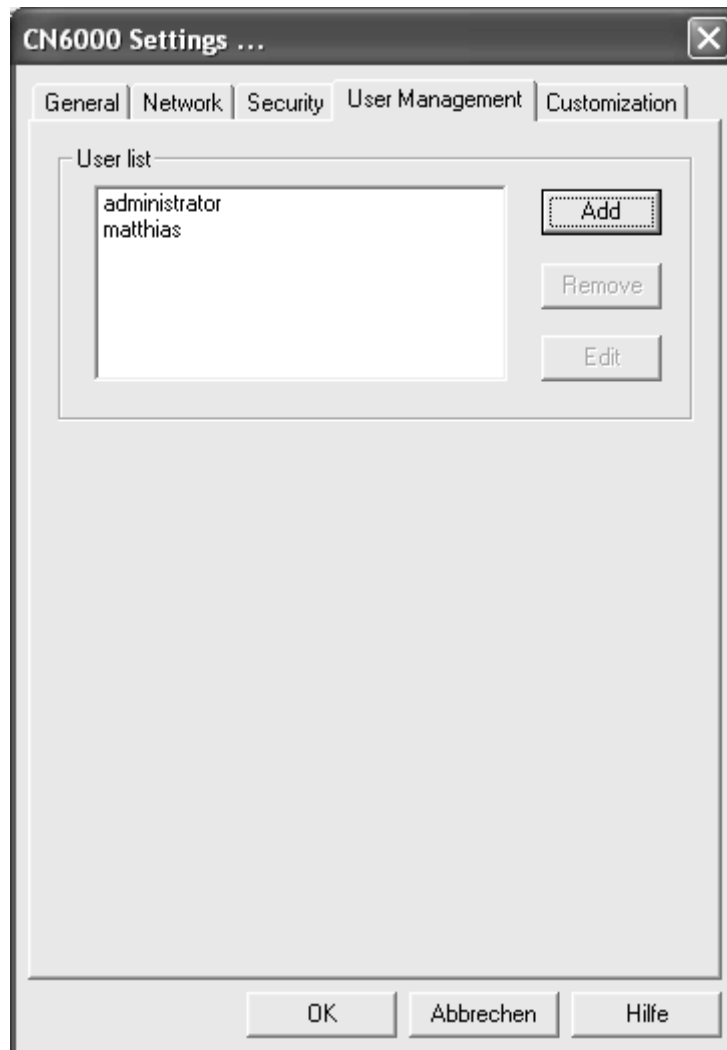 CN6000 Settings ...
General Network Security User Management Customization
User list
administrator
matthias
Add
Remove
Edit
OK Abbrechen Hilfe